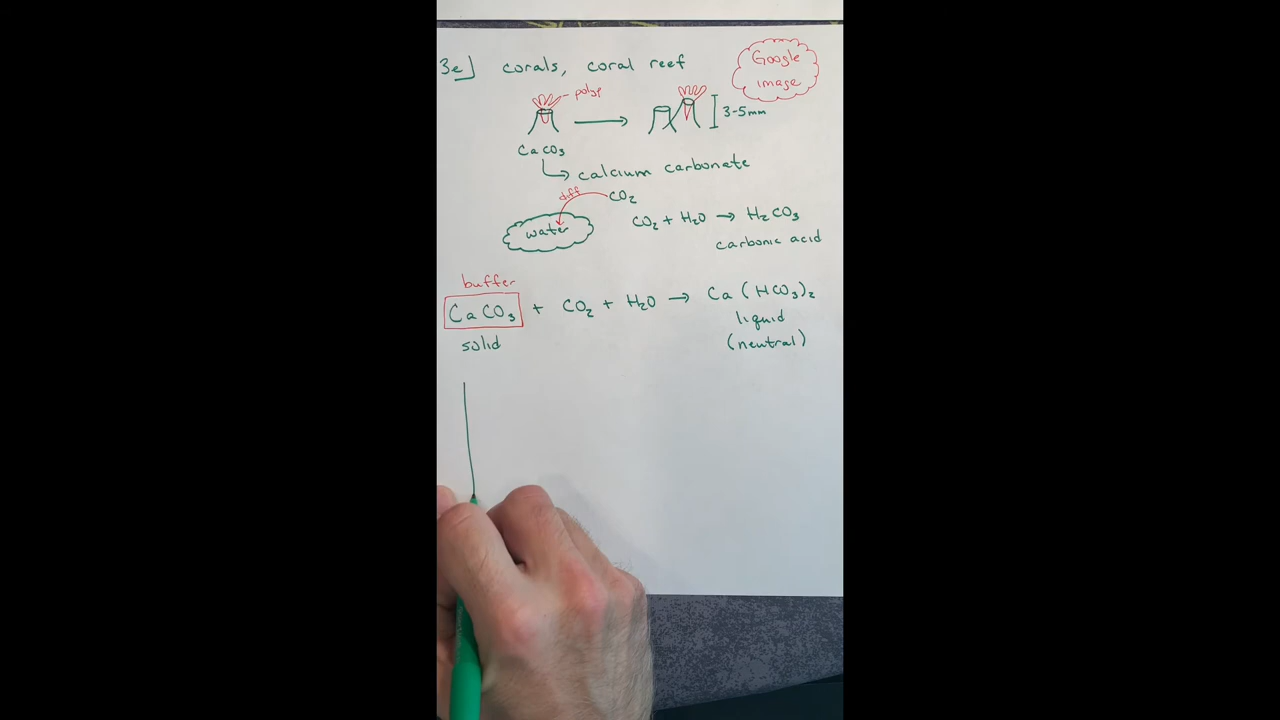 3e] corals, coral reef
Google
image
polyp
3-5mm
CaCO₃
calcium carbonate
diff CO₂
water
CO₂ + H₂O → H₂CO₃
carbonic acid
buffer
CaCO₃ + CO₂ + H₂O → Ca(HCO₃)₂
solid
liquid
(neutral)